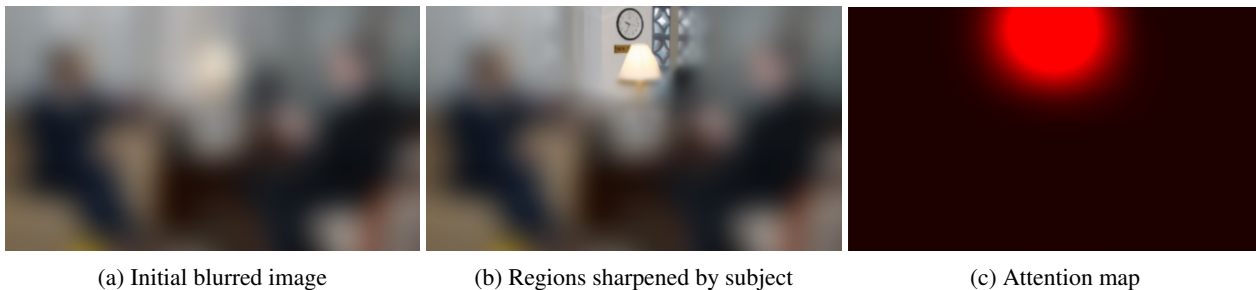 (a) Initial blurred image
(b) Regions sharpened by subject
(c) Attention map